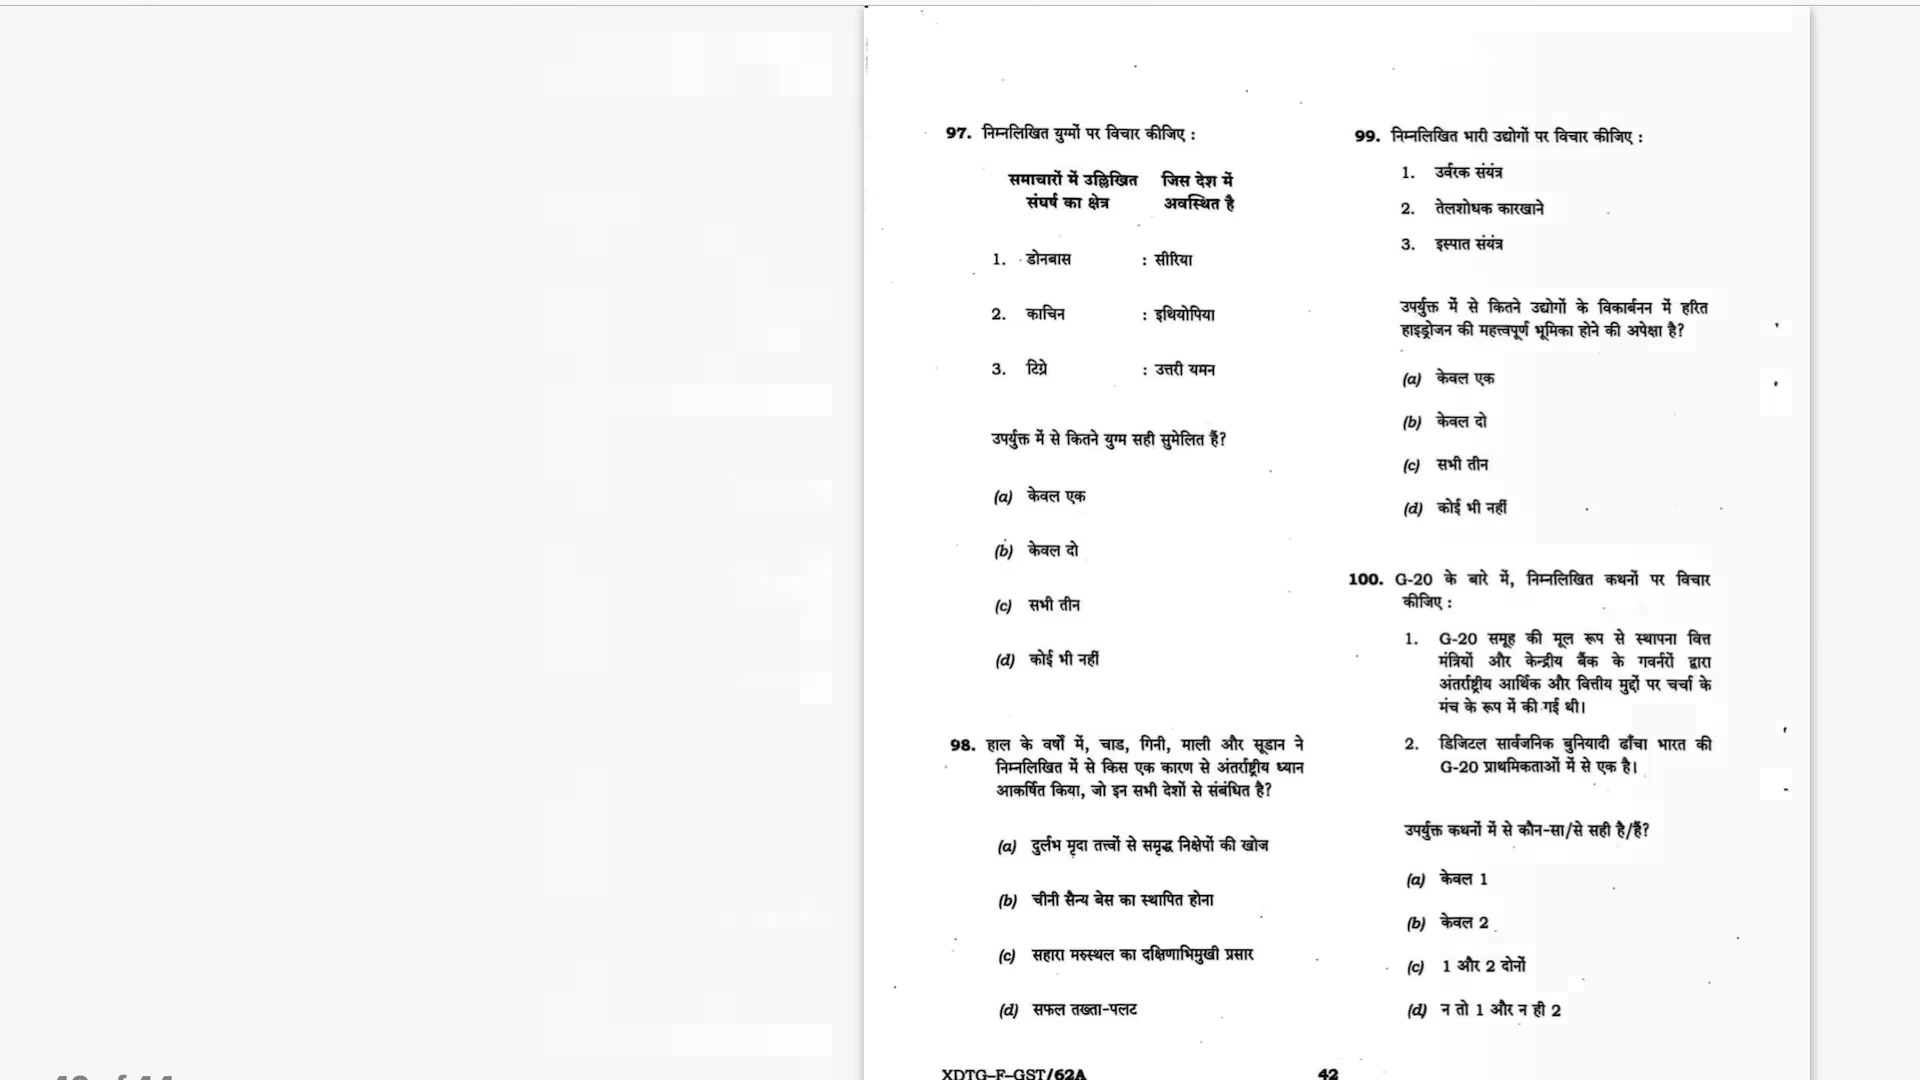 97. निम्नलिखित युग्मों पर विचार कीजिए :
समाचारों में उल्लिखित जिस देश में
संघर्ष का क्षेत्र अवस्थित है
1. डोनबास : सीरिया
2. काचिन : इथियोपिया
3. टिग्रे : उत्तरी यमन
उपर्युक्त में से कितने युग्म सही सुमेलित हैं?
(a) केवल एक
(b) केवल दो
(c) सभी तीन
(d) कोई भी नहीं
98. हाल के वर्षों में, चाड, गिनी, माली और सूडान ने
निम्नलिखित में से किस एक कारण से अंतर्राष्ट्रीय ध्यान
आकर्षित किया, जो इन सभी देशों से संबंधित है?
(a) दुर्लभ मृदा तत्त्वों से समृद्ध निक्षेपों की खोज
(b) चीनी सैन्य बेस का स्थापित होना
(c) सहारा मरुस्थल का दक्षिणाभिमुखी प्रसार
(d) सफल तख्ता-पलट
99. निम्नलिखित भारी उद्योगों पर विचार कीजिए :
1. उर्वरक संयंत्र
2. तेलशोधक कारखाने
3. इस्पात संयंत्र
उपर्युक्त में से कितने उद्योगों के विकार्बनन में हरित
हाइड्रोजन की महत्त्वपूर्ण भूमिका होने की अपेक्षा है?
(a) केवल एक
(b) केवल दो
(c) सभी तीन
(d) कोई भी नहीं
100. G-20 के बारे में, निम्नलिखित कथनों पर विचार
कीजिए :
1. G-20 समूह की मूल रूप से स्थापना वित्त
मंत्रियों और केन्द्रीय बैंक के गवर्नरों द्वारा
अंतर्राष्ट्रीय आर्थिक और वित्तीय मुद्दों पर चर्चा के
मंच के रूप में की गई थी।
2. डिजिटल सार्वजनिक बुनियादी ढाँचा भारत की
G-20 प्राथमिकताओं में से एक है।
उपर्युक्त कथनों में से कौन-सा/से सही है/हैं?
(a) केवल 1
(b) केवल 2
(c) 1 और 2 दोनों
(d) न तो 1 और न ही 2
XDTG-F-GST/62A 42